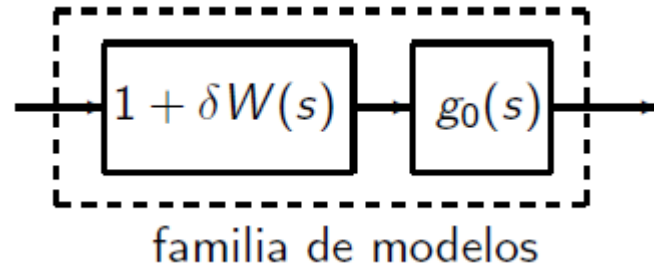 1 + δW(s) g₀(s)
familia de modelos